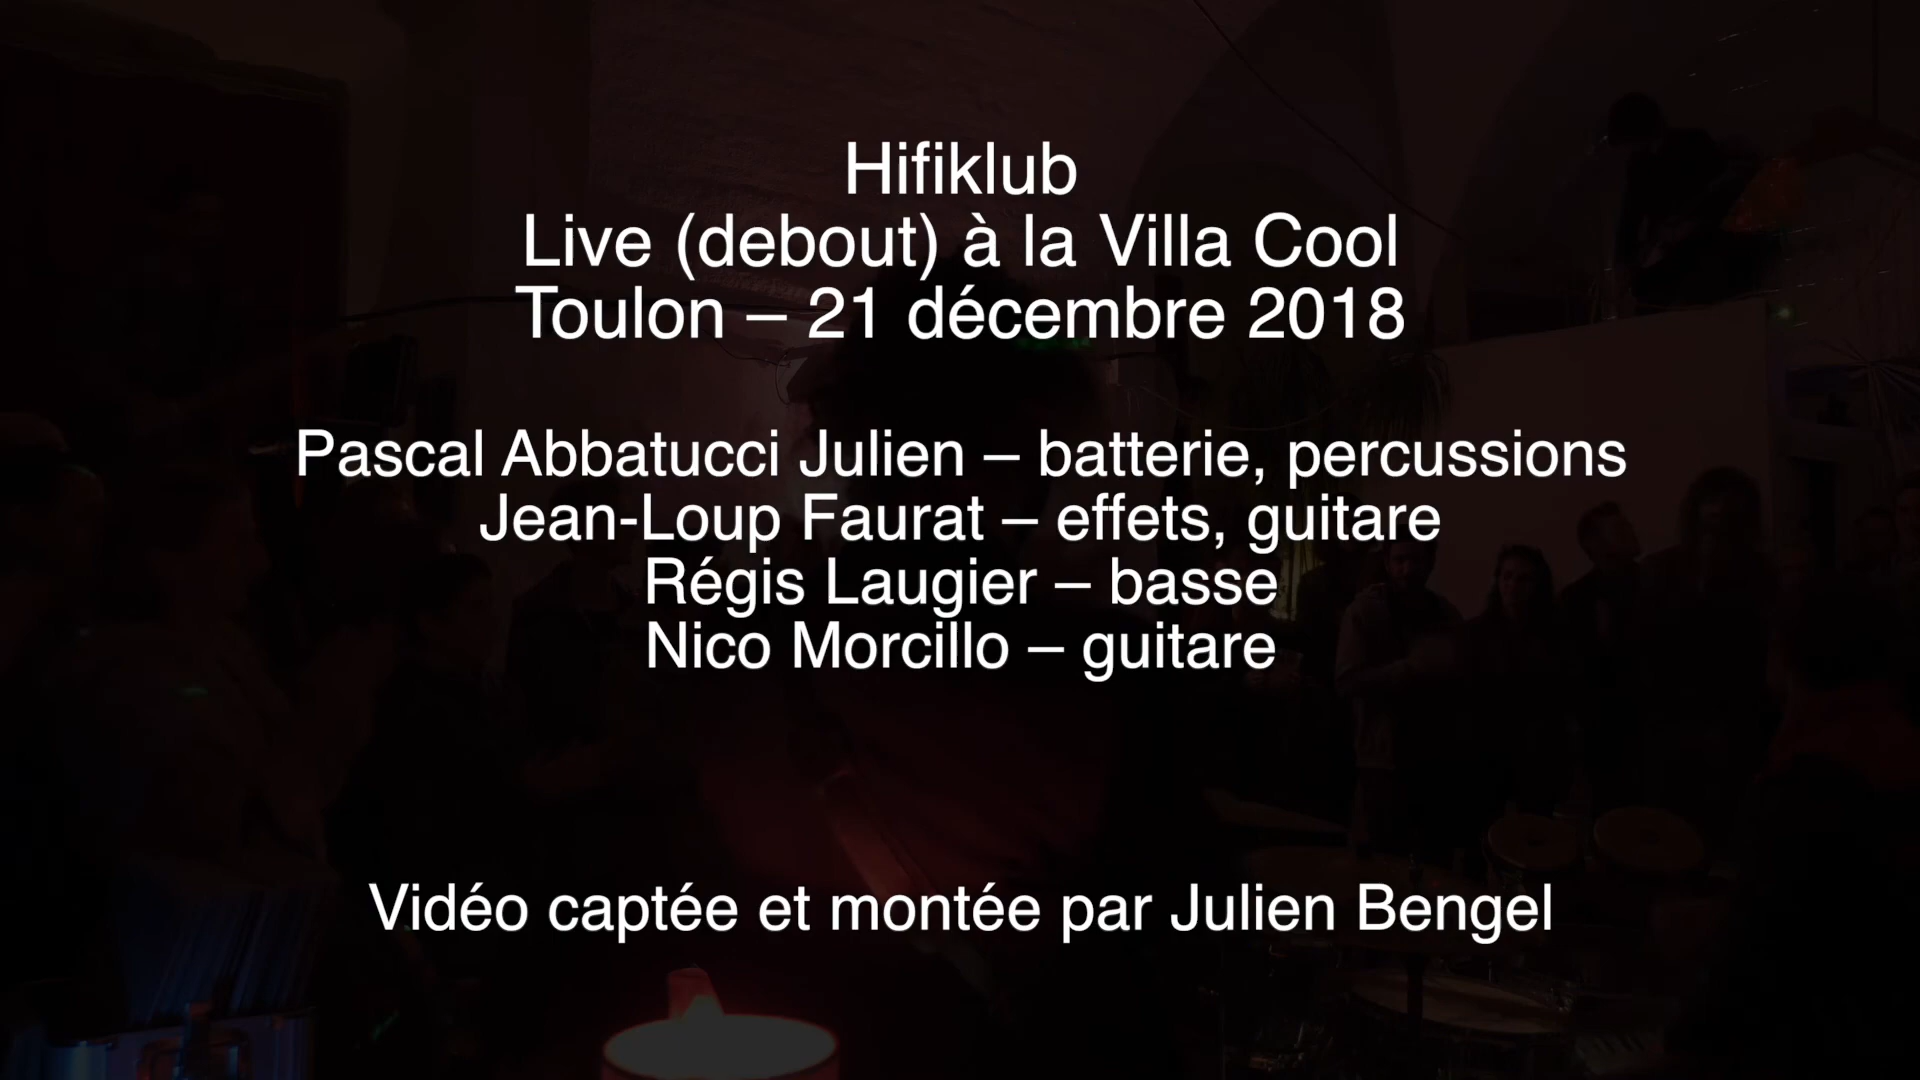 Hifiklub
Live (debout) à la Villa Cool
Toulon – 21 décembre 2018
Pascal Abbatucci Julien – batterie, percussions
Jean-Loup Faurat – effets, guitare
Régis Laugier – basse
Nico Morcillo – guitare
Vidéo captée et montée par Julien Bengel